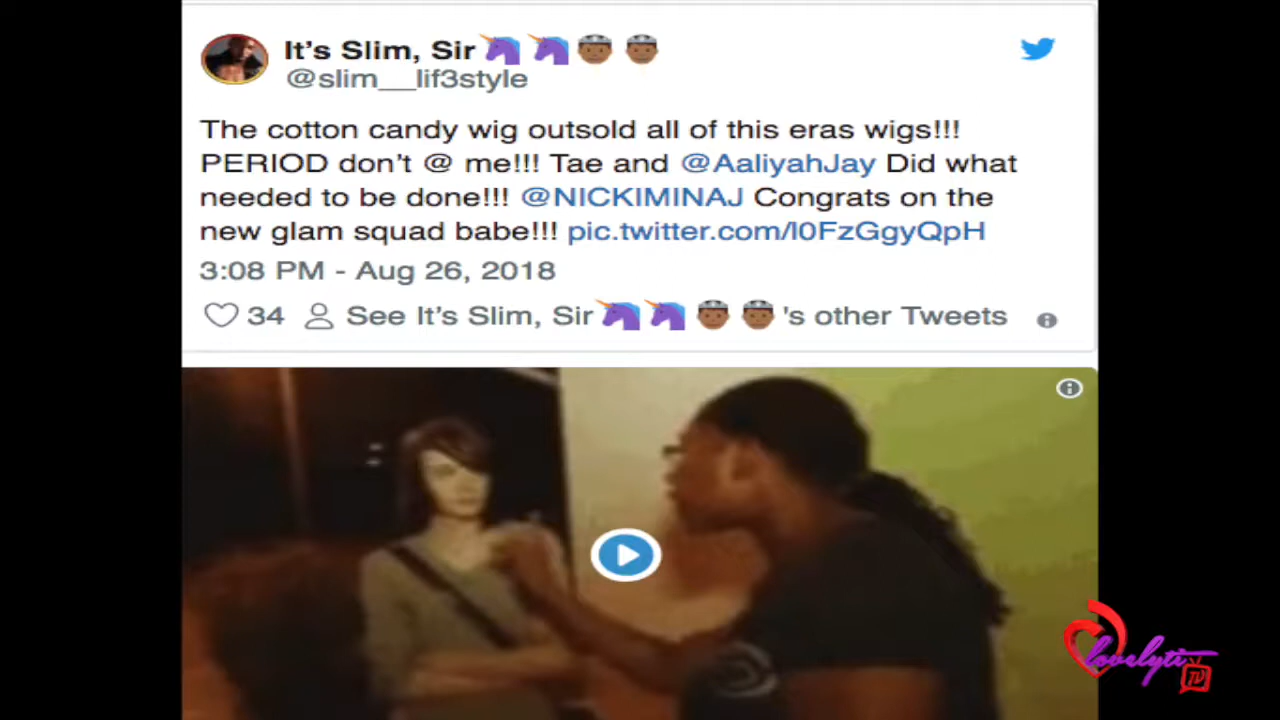 It's Slim, Sir
@slim__lif3style
The cotton candy wig outsold all of this eras wigs!!!
PERIOD don't @ me!!! Tae and @AaliyahJay Did what
needed to be done!!! @NICKIMINAJ Congrats on the
new glam squad babe!!! pic.twitter.com/l0FzGgyQpH
3:08 PM - Aug 26, 2018
34 See It's Slim, Sir 's other Tweets
lovelyti
TV